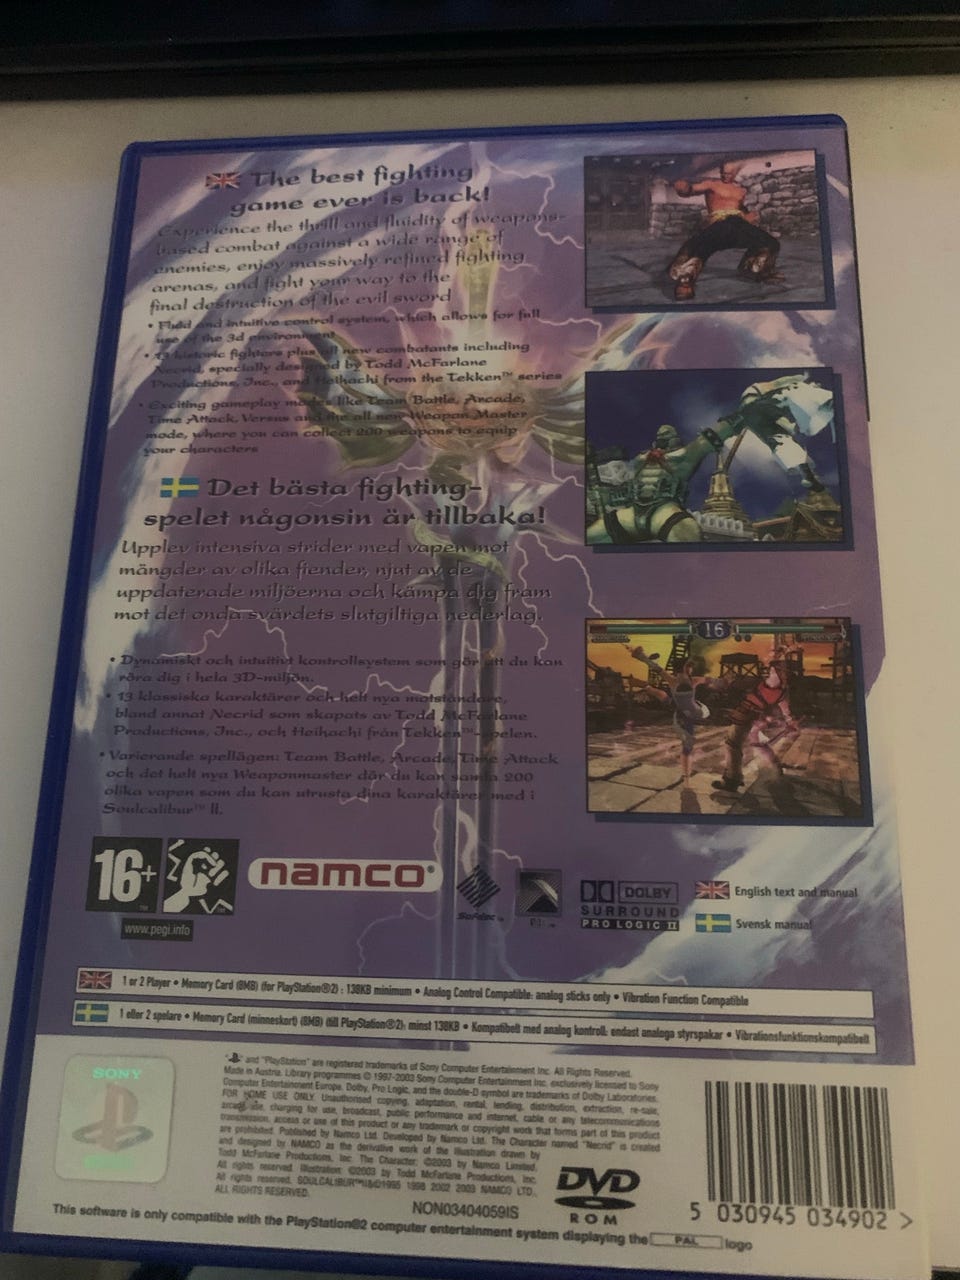 The best fighting
game ever is back!
Experience the thrill and fluidity of weapons-
based combat against a wide range of
enemies, enjoy massively refined fighting
arenas, and fight your way to the
final destruction of the evil sword
• Fluid and intuitive control system, which allows for full
use of the 3d environment
• 13 historic fighters plus all new combatants including
Necrid, specially designed by Todd McFarlane
Productions, Inc., and Heihachi from the Tekken™ series
• Exciting gameplay modes like Team Battle, Arcade,
Time Attack, Versus and the all new Weapon Master
mode, where you can collect 200 weapons to equip
your characters
Det bästa fighting-
spelet någonsin är tillbaka!
Upplev intensiva strider med vapen mot
mängder av olika fiender, njut av de
uppdaterade miljöerna och kämpa dig fram
mot det onda svärdets slutgiltiga nederlag.
• Dynamiskt och intuitivt kontrollsystem som gör att du kan
röra dig i hela 3D-miljön.
• 13 klassiska karaktärer och helt nya motståndare,
bland annat Necrid som skapats av Todd McFarlane
Productions, Inc., och Heihachi från Tekken™-spelen.
• Varierande spellägen: Team Battle, Arcade, Time Attack
och det helt nya Weaponmaster där du kan samla 200
olika vapen som du kan utrusta dina karaktärer med i
Soulcalibur™ II.
16
16+
www.pegi.info
namco®
Sofdec™
DOLBY
SURROUND
PRO LOGIC II
English text and manual
Svensk manual
1 or 2 Player • Memory Card (8MB) (for PlayStation®2) : 138KB minimum • Analog Control Compatible: analog sticks only • Vibration Function Compatible
1 eller 2 spelare • Memory Card (minneskort) (8MB) (till PlayStation®2): minst 138KB • Kompatibelt med analog kontroll: endast analoga styrspakar • Vibrationsfunktionskompatibelt
SONY
and "PlayStation" are registered trademarks of Sony Computer Entertainment Inc. All Rights Reserved.
Made in Austria. Library programmes © 1997-2003 Sony Computer Entertainment Inc. exclusively licensed to Sony
Computer Entertainment Europe. Dolby, Pro Logic, and the double-D symbol are trademarks of Dolby Laboratories.
FOR HOME USE ONLY. Unauthorised copying, adaptation, rental, lending, distribution, extraction, re-sale,
arcade use, charging for use, broadcast, public performance and internet, cable or any telecommunications
transmission, access or use of this product or any trademark or copyright work that forms part of this product
are prohibited. Published by Namco Ltd. Developed by Namco Ltd. The Character named "Necrid" is created
and designed by NAMCO as the derivative work of the illustration drawn by
Todd McFarlane Productions, Inc. The Character: ©2003 by Namco Limited.
All rights reserved. Illustration: ©2003 by Todd McFarlane Productions, Inc.
All rights reserved. SOULCALIBUR™II&©1995 1998 2002 2003 NAMCO LTD.,
ALL RIGHTS RESERVED.
NON03404059IS
DVD
ROM
5 030945 034902 >
This software is only compatible with the PlayStation®2 computer entertainment system displaying the PAL logo